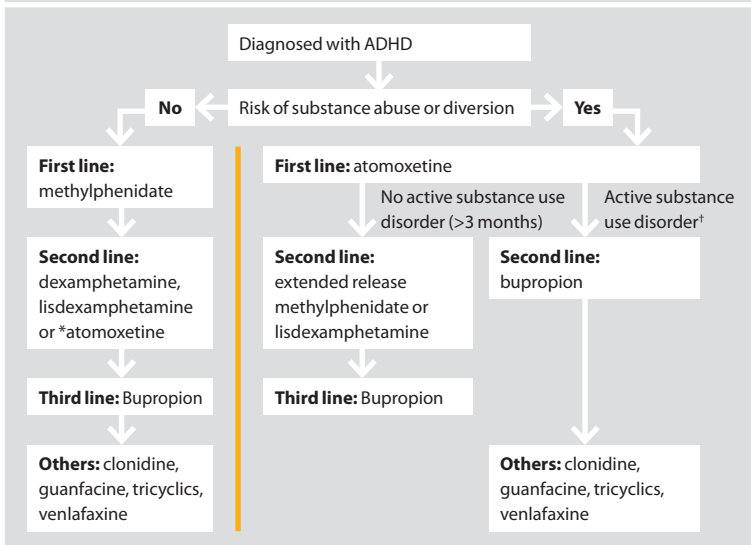 Diagnosed with ADHD
No
Risk of substance abuse or diversion
Yes
First line:
methylphenidate
First line: atomoxetine
No active substance use
disorder (>3 months)
Active substance
use disorder†
Second line:
dexamphetamine,
lisdexamphetamine
or *atomoxetine
Second line:
extended release
methylphenidate or
lisdexamphetamine
Second line:
bupropion
Third line: Bupropion
Third line: Bupropion
Others: clonidine,
guanfacine, tricyclics,
venlafaxine
Others: clonidine,
guanfacine, tricyclics,
venlafaxine